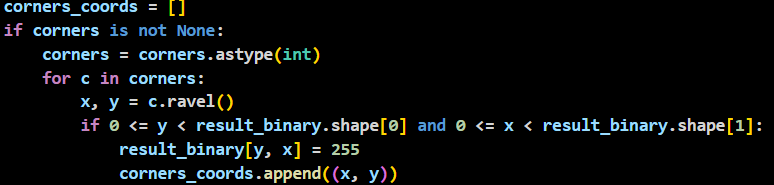 corners_coords = []
if corners is not None:
    corners = corners.astype(int)
    for c in corners:
        x, y = c.ravel()
        if 0 <= y < result_binary.shape[0] and 0 <= x < result_binary.shape[1]:
            result_binary[y, x] = 255
            corners_coords.append((x, y))